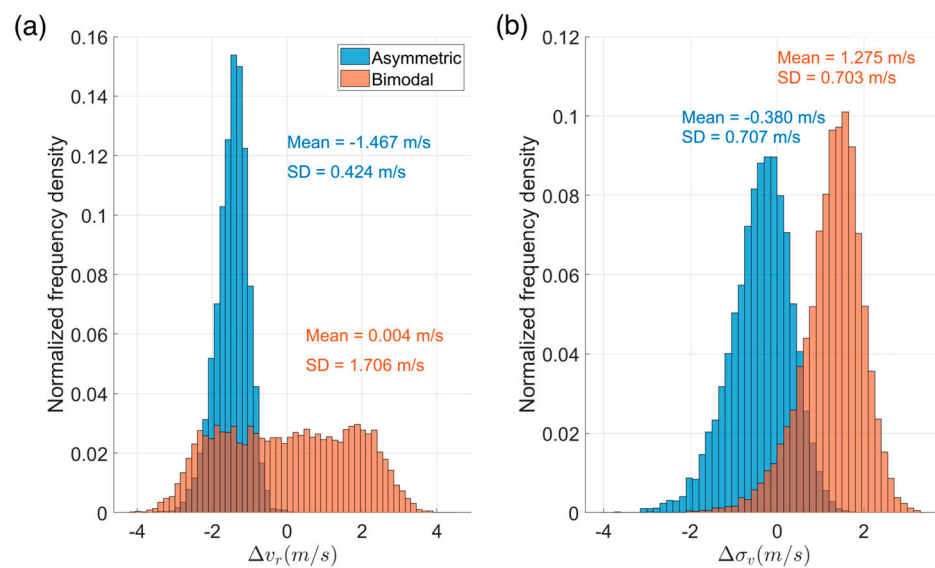 (a)
0.16
0.14
0.12
0.1
0.08
0.06
0.04
0.02
0
Normalized frequency density
Asymmetric
Bimodal
Mean = -1.467 m/s
SD = 0.424 m/s
Mean = 0.004 m/s
SD = 1.706 m/s
-4 -2 0 2 4
Δv_r(m/s)
(b)
0.12
0.1
0.08
0.06
0.04
0.02
0
Normalized frequency density
Mean = 1.275 m/s
SD = 0.703 m/s
Mean = -0.380 m/s
SD = 0.707 m/s
-4 -2 0 2
Δσ_v(m/s)